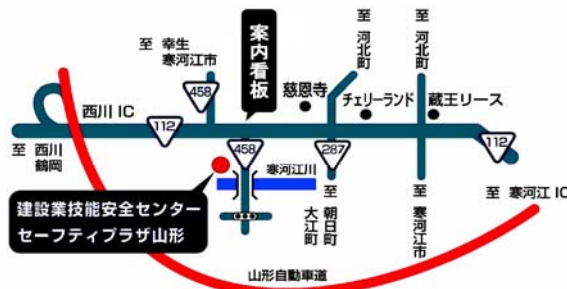 至 幸生
寒河江市
458
案内看板
至 河北町
至 河北町
慈恩寺
チェリーランド
蔵王リース
西川 IC
112
458
287
112
至 西川
鶴岡
寒河江川
至 朝日町
大江町
至 寒河江市
至 寒河江 IC
建設業技能安全センター
セーフティプラザ山形
山形自動車道